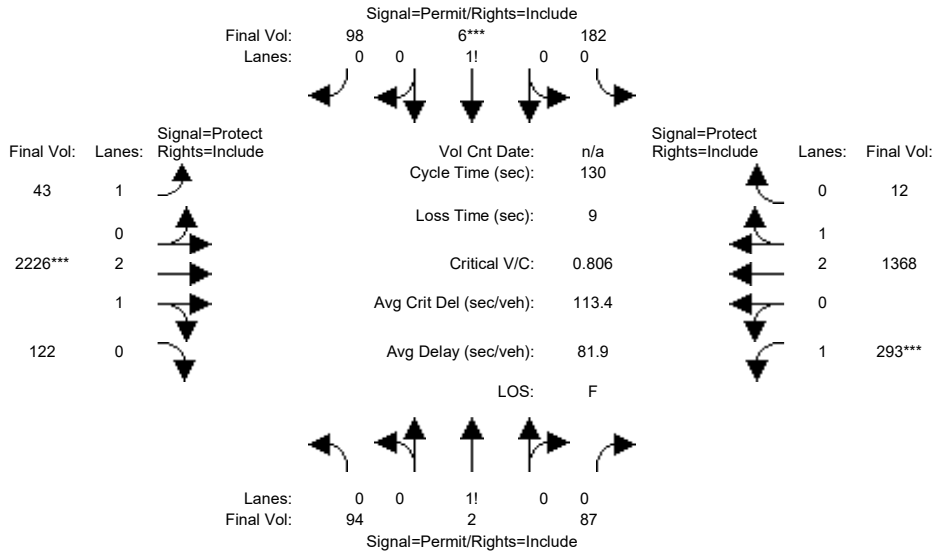 Signal=Permit/Rights=Include
Final Vol: 98 6*** 182
Lanes: 0 0 1! 0 0
Signal=Protect Signal=Protect
Final Vol: Lanes: Rights=Include Vol Cnt Date: n/a Rights=Include Lanes: Final Vol:
Cycle Time (sec): 130
43 1 0 12
Loss Time (sec): 9
0 1
2226*** 2 Critical V/C: 0.806 2 1368
1 Avg Crit Del (sec/veh): 113.4 0
122 0 Avg Delay (sec/veh): 81.9 1 293***
LOS: F
Lanes: 0 0 1! 0 0
Final Vol: 94 2 87
Signal=Permit/Rights=Include